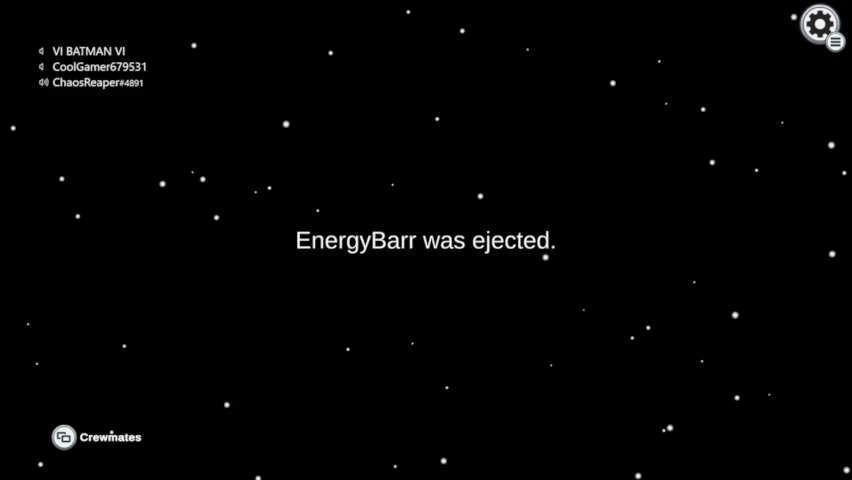 VI BATMAN VI
CoolGamer679531
ChaosReaper#4891
EnergyBarr was ejected.
Crewmates